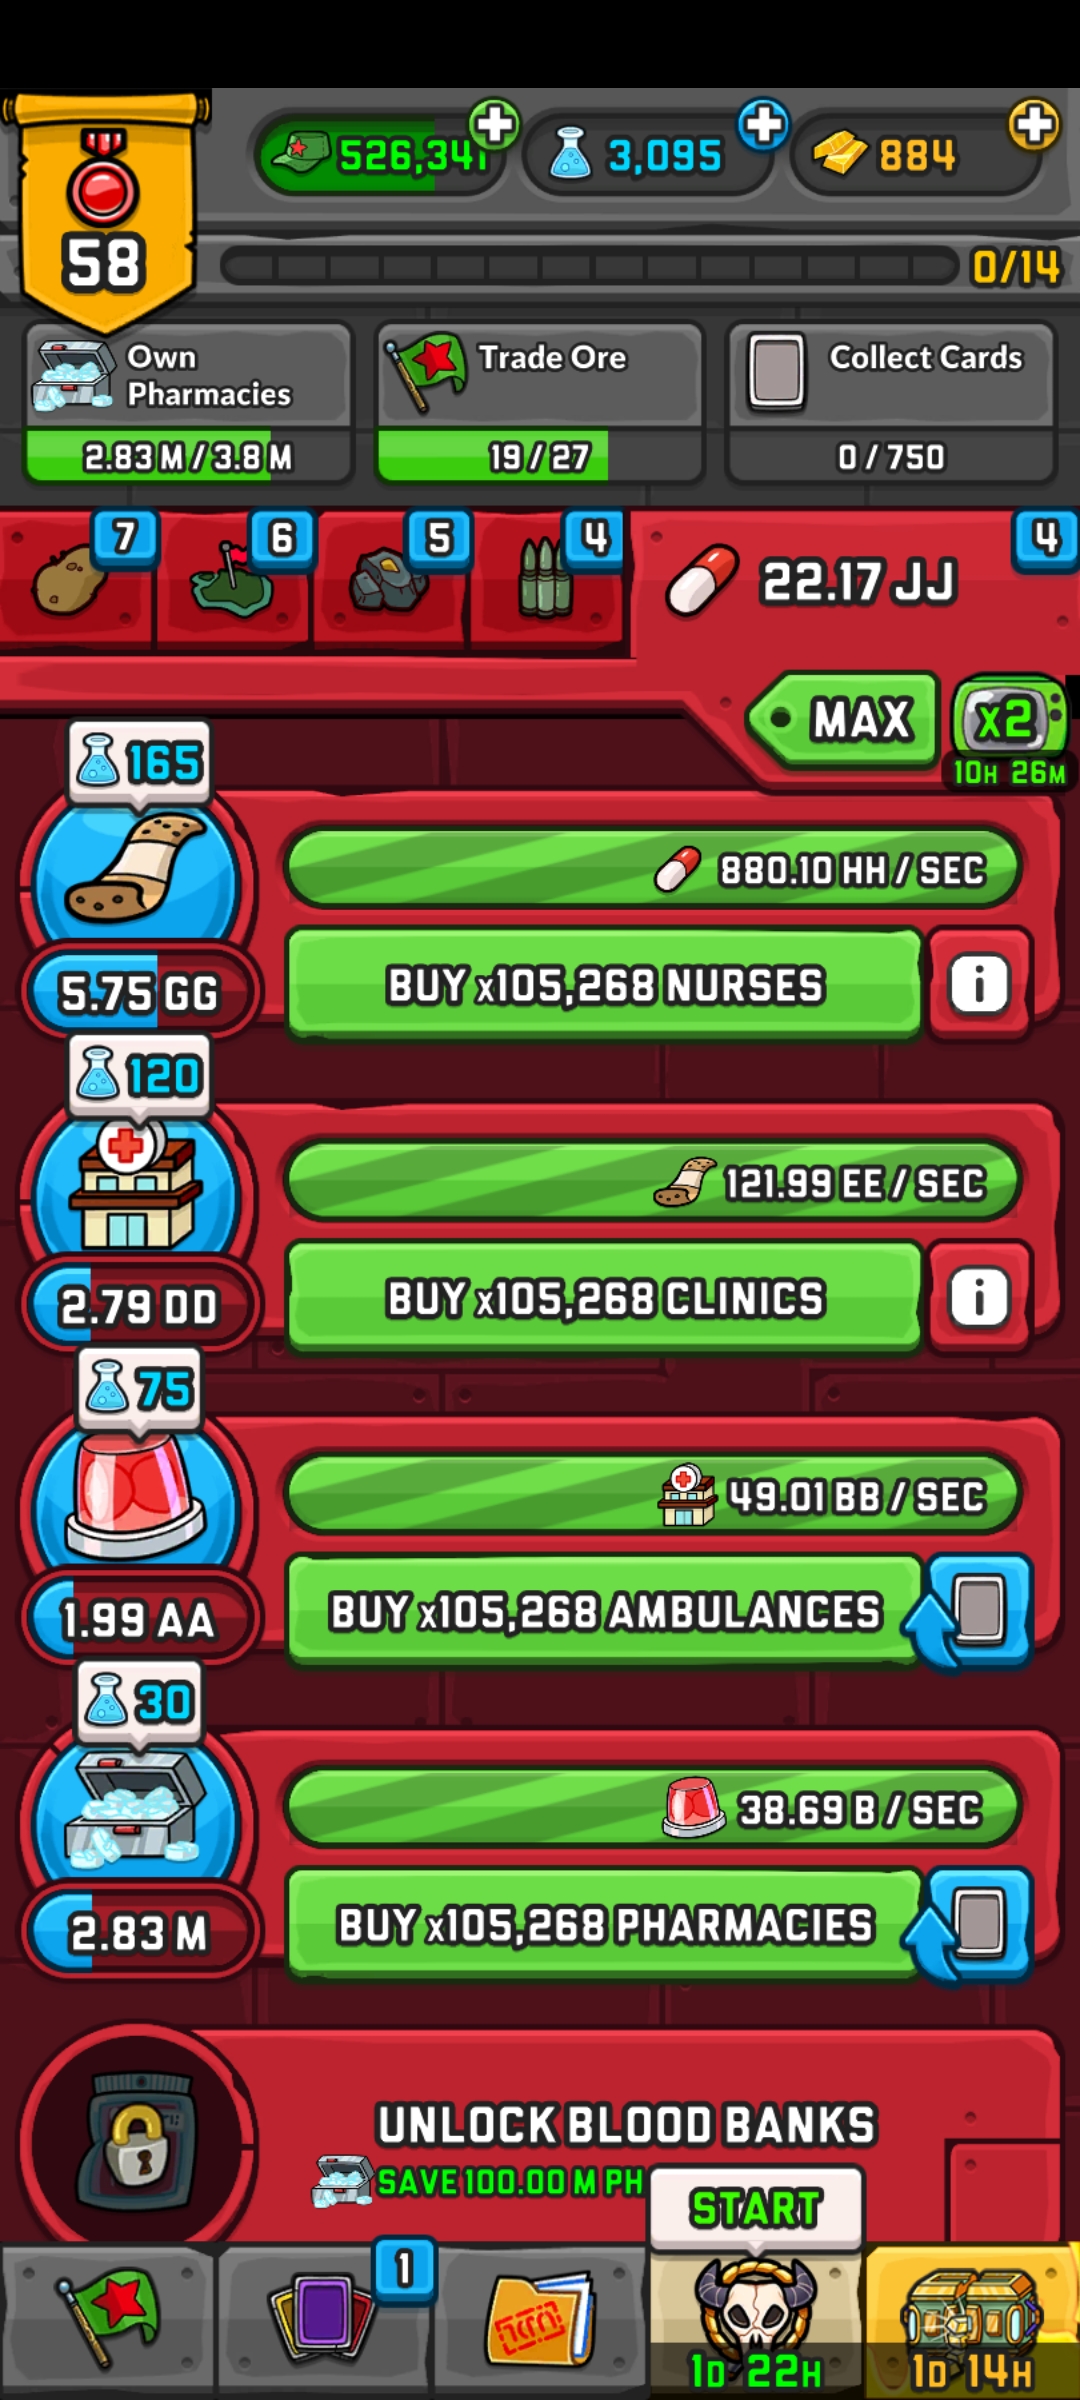 526,341
3,095
884
58
0/14
Own
Pharmacies
2.83 M / 3.8 M
Trade Ore
19 / 27
Collect Cards
0 / 750
7
6
5
4
22.17 JJ
4
MAX
x2
10H 26M
165
880.10 HH / SEC
5.75 GG
BUY x105,268 NURSES
i
120
121.99 EE / SEC
2.79 DD
BUY x105,268 CLINICS
i
75
49.01 BB / SEC
1.99 AA
BUY x105,268 AMBULANCES
30
38.69 B / SEC
2.83 M
BUY x105,268 PHARMACIES
UNLOCK BLOOD BANKS
SAVE 100.00 M PH
START
1
1D 22H
1D 14H